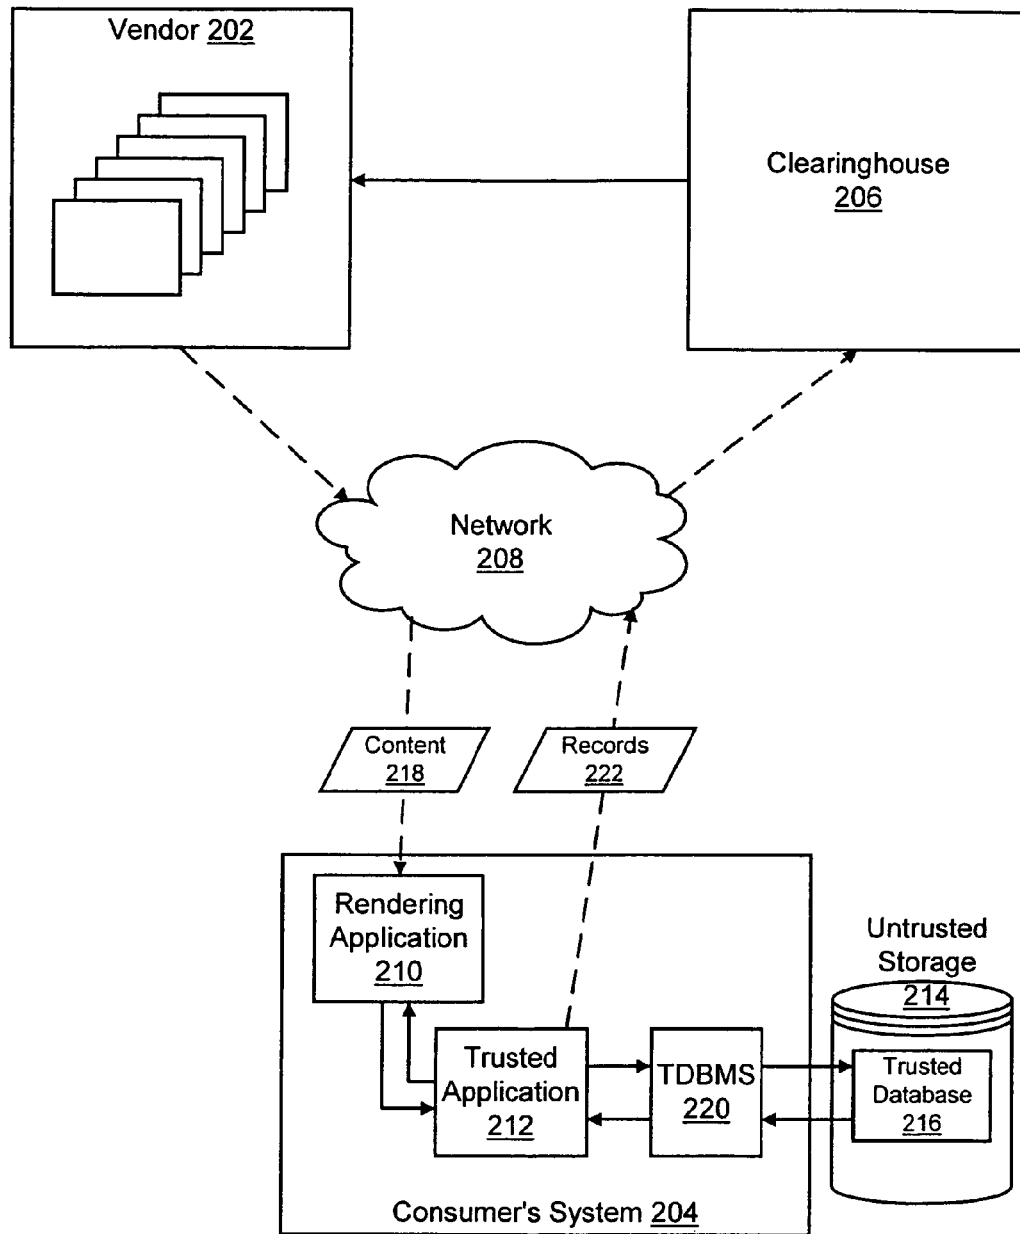 Vendor 202
Clearinghouse
206
Network
208
Content
218
Records
222
Rendering
Application
210
Untrusted
Storage
214
Trusted
Application
212
TDBMS
220
Trusted
Database
216
Consumer's System 204